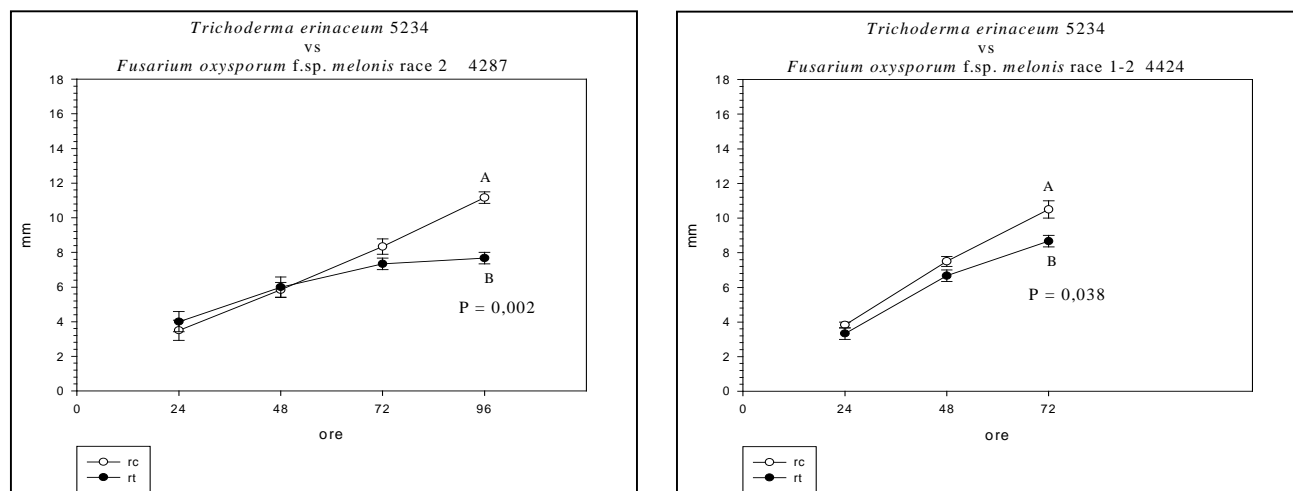 Trichoderma erinaceum 5234
vs
Fusarium oxysporum f.sp. melonis race 2 4287
18
16
14
12
10
8
6
4
2
0
mm
A
B
P = 0,002
0 24 48 72 96
ore
rc
rt
Trichoderma erinaceum 5234
vs
Fusarium oxysporum f.sp. melonis race 1-2 4424
18
16
14
12
10
8
6
4
2
0
mm
A
B
P = 0,038
0 24 48 72
ore
rc
rt